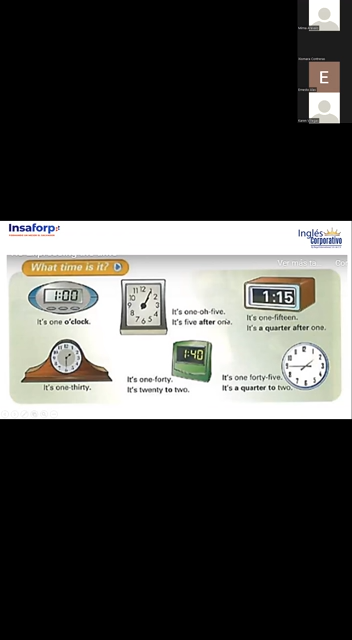 E
Insaforp
Inglés
Corporativo
What time is it?
1:00
It's one o'clock.
It's one-oh-five.
It's five after one.
1:15
It's one-fifteen.
It's a quarter after one.
It's one-thirty.
1:40
It's one-forty.
It's twenty to two.
It's one forty-five.
It's a quarter to two.